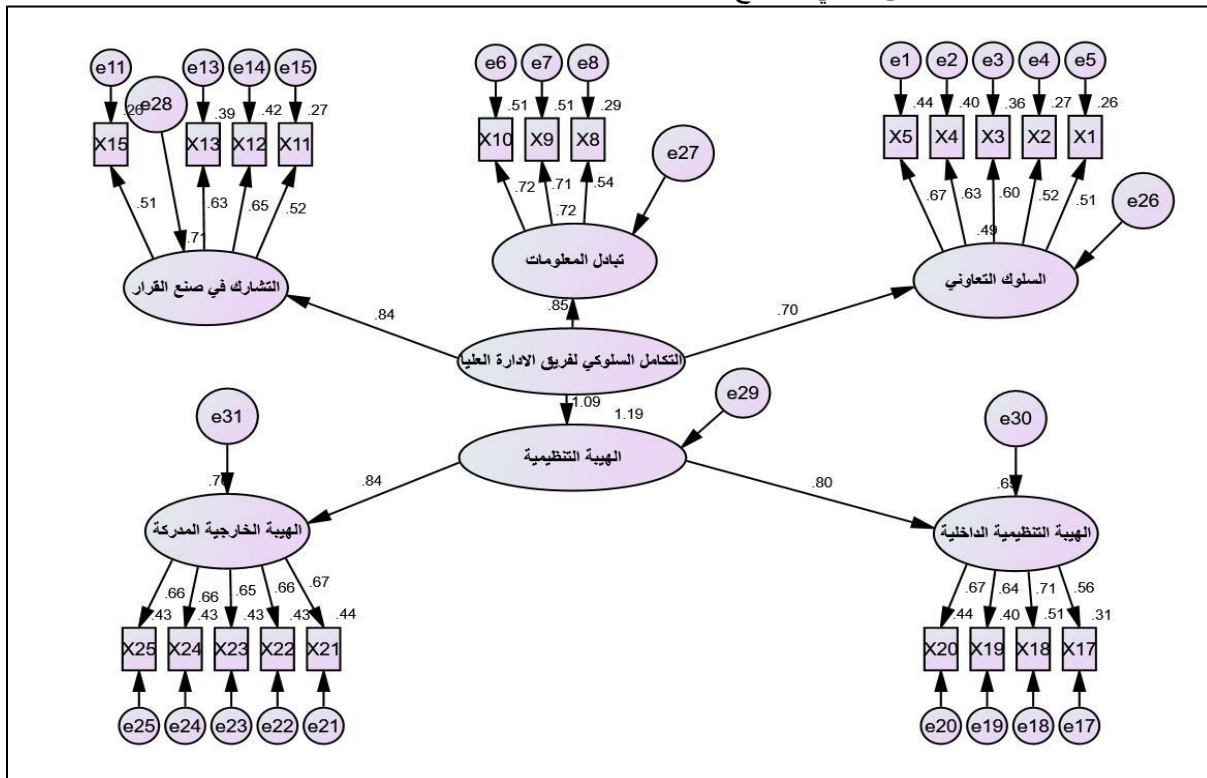 e11 e13 e14 e15
e28
.39 .42 .27
X15 X13 X12 X11
.51 .63 .65 .52
.71
التشارك في صنع القرار
e6 e7 e8
.51 .51 .29
X10 X9 X8
e27
.72 .71 .54
.72
تبادل المعلومات
e1 e2 e3 e4 e5
.44 .40 .36 .27 .26
X5 X4 X3 X2 X1
.67 .63 .60 .52 .51
e26
.49
السلوك التعاوني
.84 .85 .70
التكامل السلوكي لفريق الادارة العليا
1.09 1.19
e29
الهيبة التنظيمية
.84 .80
e31
الهيبة الخارجية المدركة
.66 .66 .65 .66 .67
.43 .43 .43 .43 .44
X25 X24 X23 X22 X21
e25 e24 e23 e22 e21
e30
الهيبة التنظيمية الداخلية
.67 .64 .71 .56
.44 .40 .51 .31
X20 X19 X18 X17
e20 e19 e18 e17